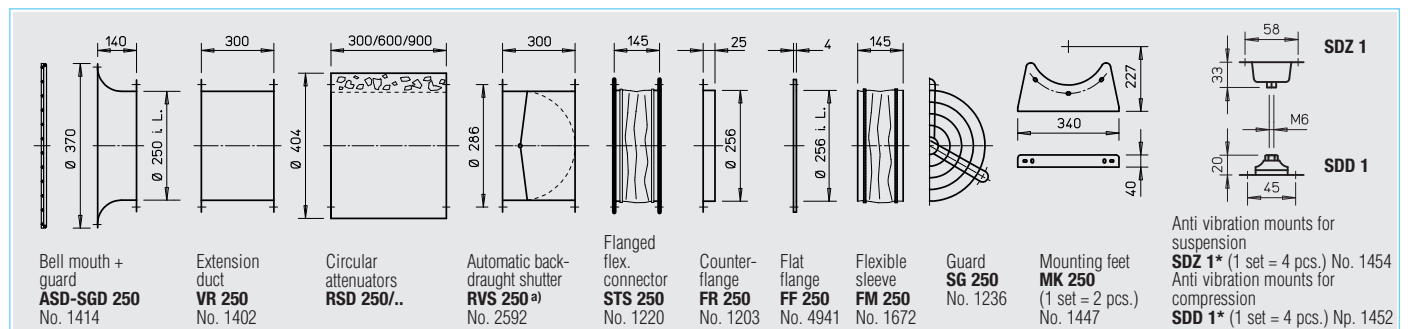 140
Ø 370
Ø 250 i. L.
Bell mouth +
guard
ASD-SGD 250
No. 1414
300
Extension
duct
VR 250
No. 1402
300/600/900
Ø 404
Circular
attenuators
RSD 250/..
300
Ø 286
Automatic back-
draught shutter
RVS 250 a)
No. 2592
145
Flanged
flex.
connector
STS 250
No. 1220
25
Ø 256
Counter-
flange
FR 250
No. 1203
4
Ø 256 i. L.
Flat
flange
FF 250
No. 4941
145
Flexible
sleeve
FM 250
No. 1672
Guard
SG 250
No. 1236
227
340
40
Mounting feet
MK 250
(1 set = 2 pcs.)
No. 1447
58
SDZ 1
33
M6
20
SDD 1
45
Anti vibration mounts for
suspension
SDZ 1* (1 set = 4 pcs.) No. 1454
Anti vibration mounts for
compression
SDD 1* (1 set = 4 pcs.) Np. 1452